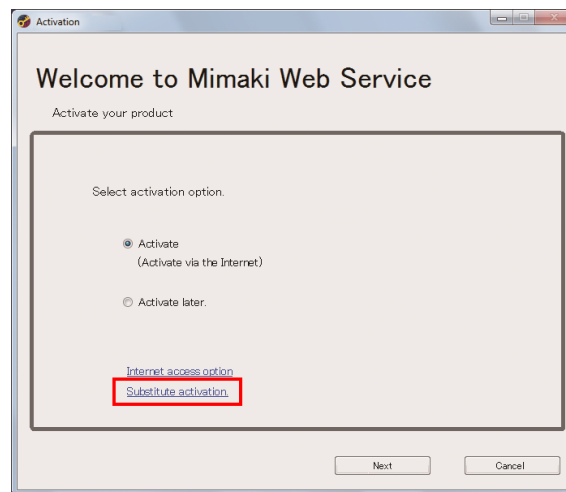 Activation
Welcome to Mimaki Web Service
Activate your product
Select activation option.
Activate
(Activate via the Internet)
Activate later.
Internet access option
Substitute activation.
Next
Cancel